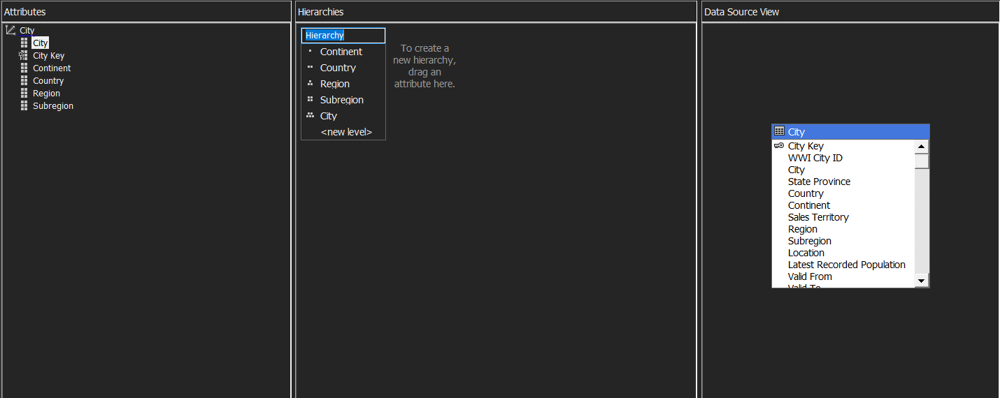 Attributes
City
City
City Key
Continent
Country
Region
Subregion
Hierarchies
Hierarchy
Continent
Country
Region
Subregion
City
<new level>
To create a
new hierarchy,
drag an
attribute here.
Data Source View
City
City Key
WWI City ID
City
State Province
Country
Continent
Sales Territory
Region
Subregion
Location
Latest Recorded Population
Valid From
Valid To